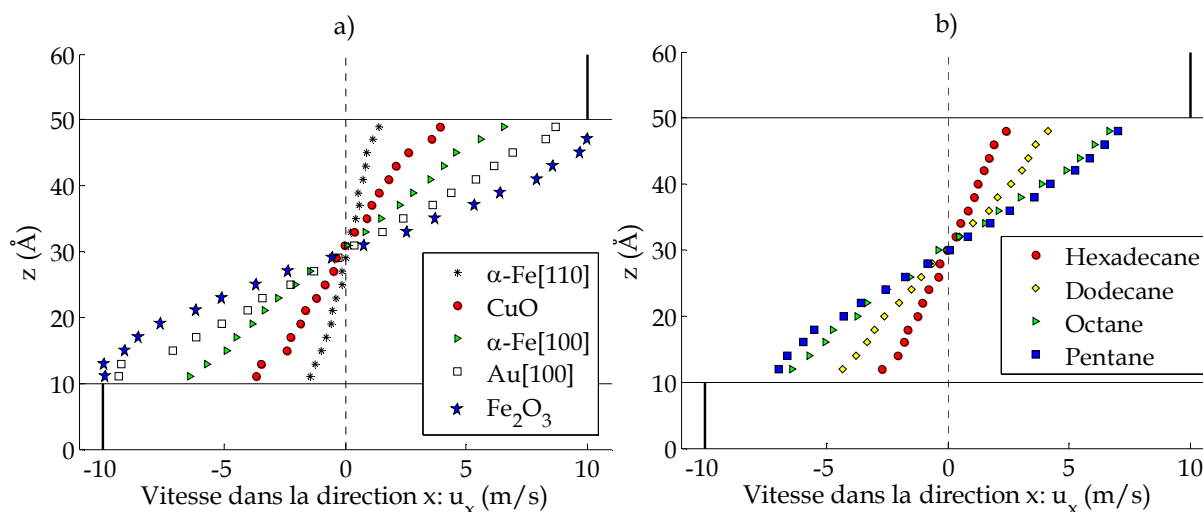 a)
60
50
40
30
20
10
0
z (Å)
-10 -5 0 5 10
Vitesse dans la direction x: u_x (m/s)
α-Fe[110]
CuO
α-Fe[100]
Au[100]
Fe₂O₃
b)
60
50
40
30
20
10
0
z (Å)
-10 -5 0 5 10
Vitesse dans la direction x: u_x (m/s)
Hexadecane
Dodecane
Octane
Pentane